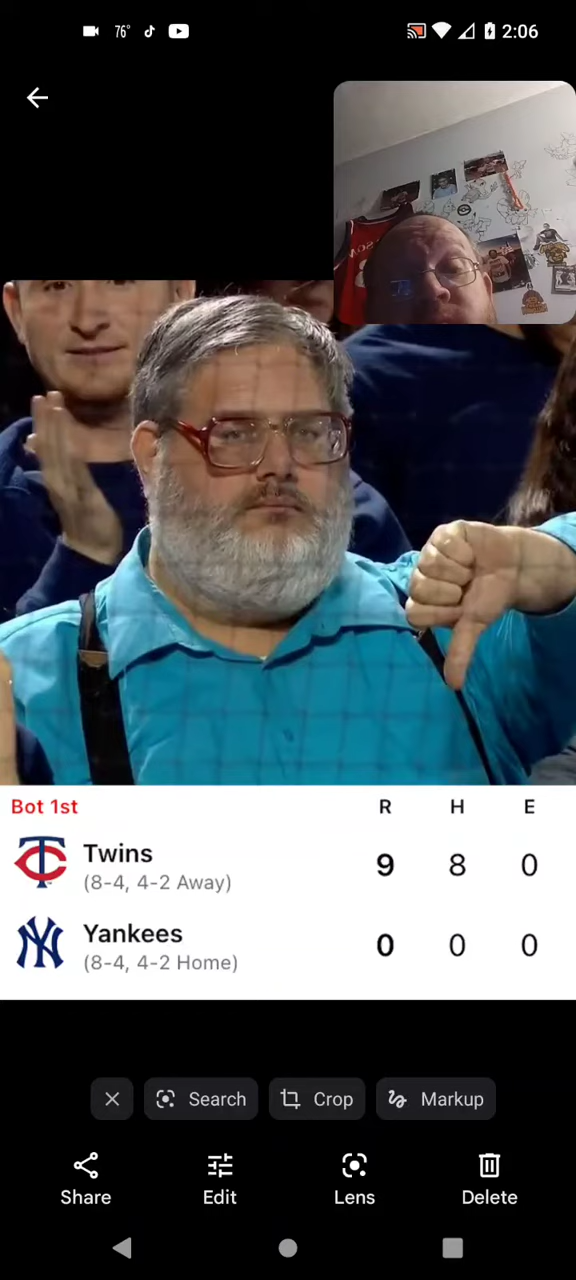 76° 2:06
Bot 1st R H E
Twins 9 8 0
(8-4, 4-2 Away)
Yankees 0 0 0
(8-4, 4-2 Home)
Search Crop Markup
Share Edit Lens Delete